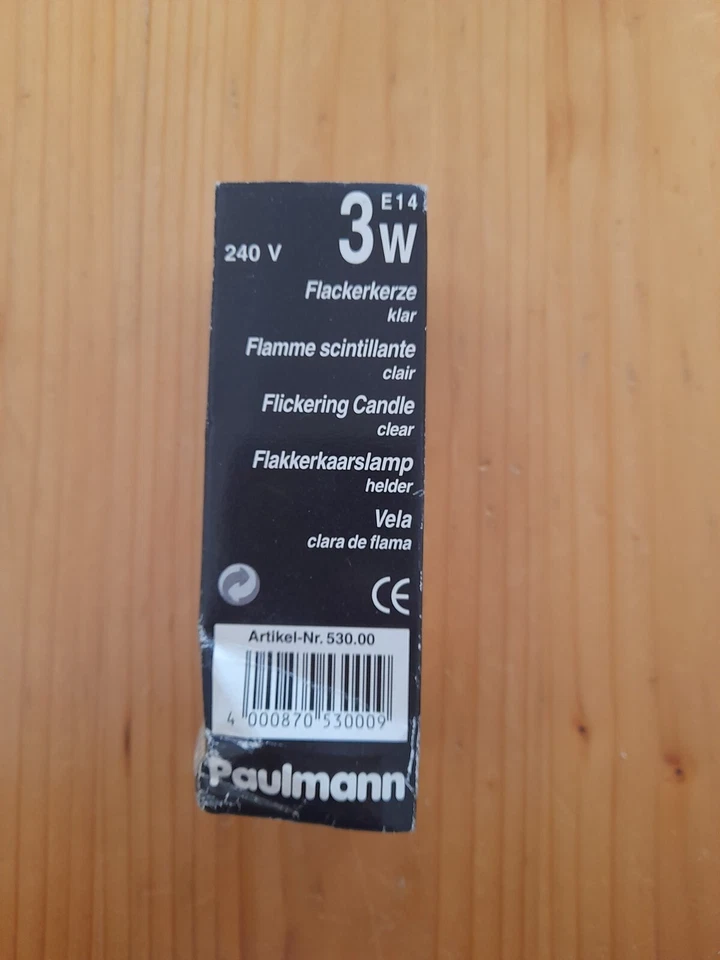 E14
240 V 3W
Flackerkerze
klar
Flamme scintillante
clair
Flickering Candle
clear
Flakkerkaarslamp
helder
Vela
clara de flama
CE
Artikel-Nr. 530.00
4 000870 530009
Paulmann